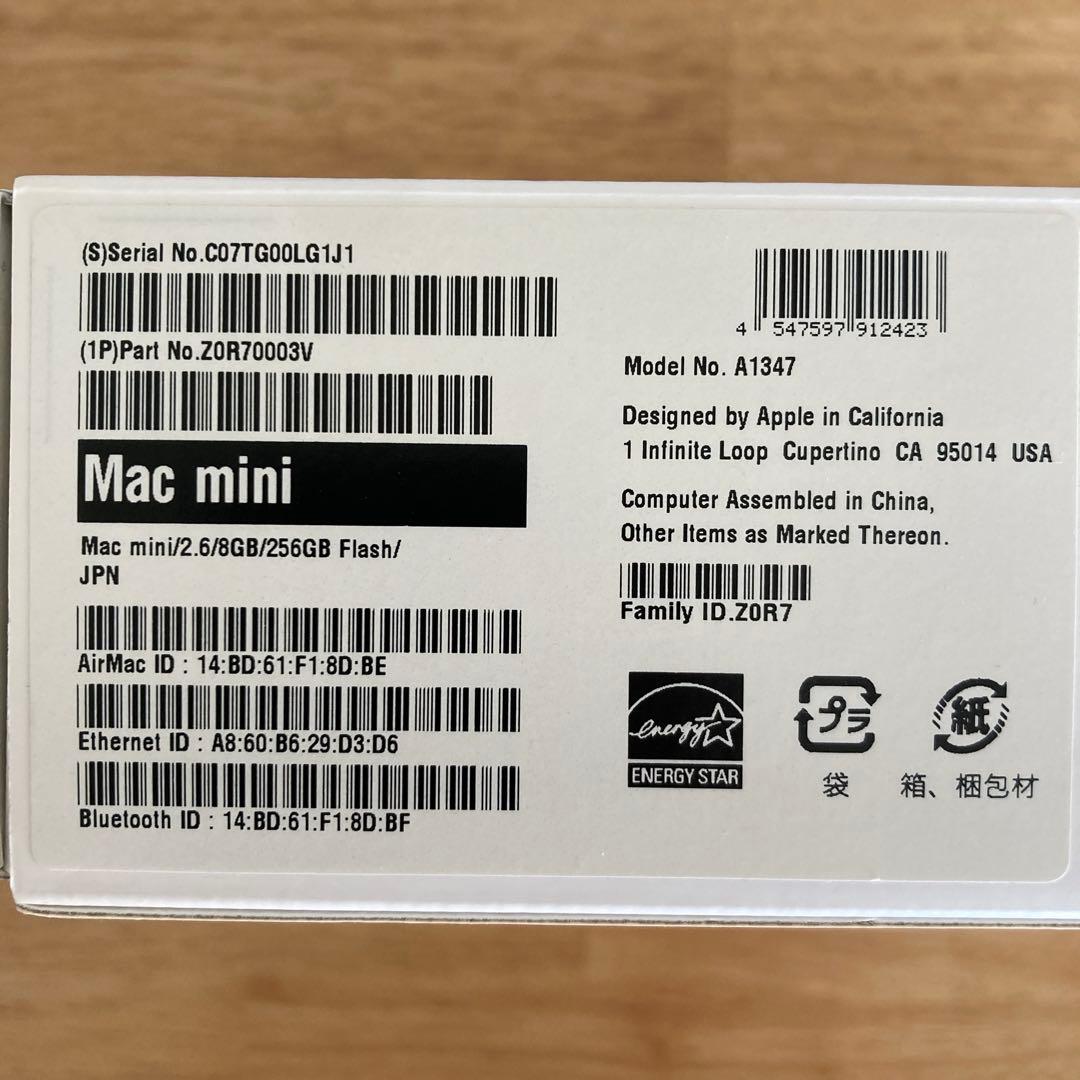 (S)Serial No.C07TG00LG1J1
(1P)Part No.Z0R70003V
Mac mini
Mac mini/2.6/8GB/256GB Flash/
JPN
AirMac ID : 14:BD:61:F1:8D:BE
Ethernet ID : A8:60:B6:29:D3:D6
Bluetooth ID : 14:BD:61:F1:8D:BF
4 547597 912423
Model No. A1347
Designed by Apple in California
1 Infinite Loop Cupertino CA 95014 USA
Computer Assembled in China,
Other Items as Marked Thereon.
Family ID.Z0R7
energy
ENERGY STAR
プラ
袋
紙
箱、梱包材